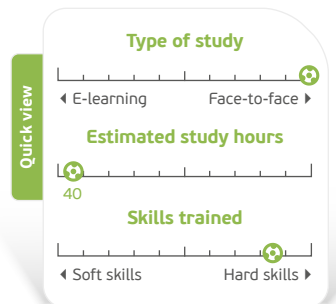 Quick view
Type of study
E-learning Face-to-face
Estimated study hours
40
Skills trained
Soft skills Hard skills